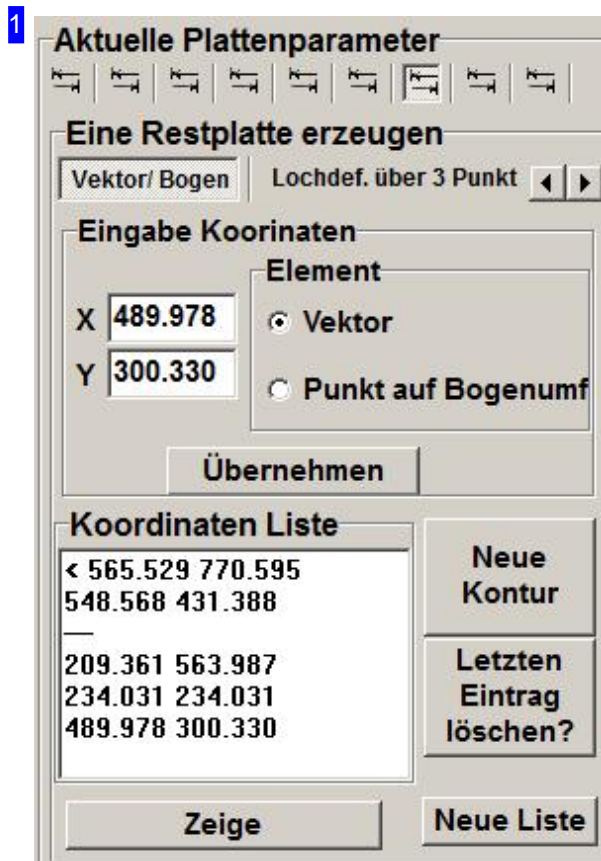 1
Aktuelle Plattenparameter
Eine Restplatte erzeugen
Vektor/ Bogen Lochdef. über 3 Punkt
Eingabe Koorinaten
Element
X 489.978
Vektor
Y 300.330
Punkt auf Bogenumf
Übernehmen
Koordinaten Liste
< 565.529 770.595
548.568 431.388
—
209.361 563.987
234.031 234.031
489.978 300.330
Neue
Kontur
Letzten
Eintrag
löschen?
Zeige
Neue Liste